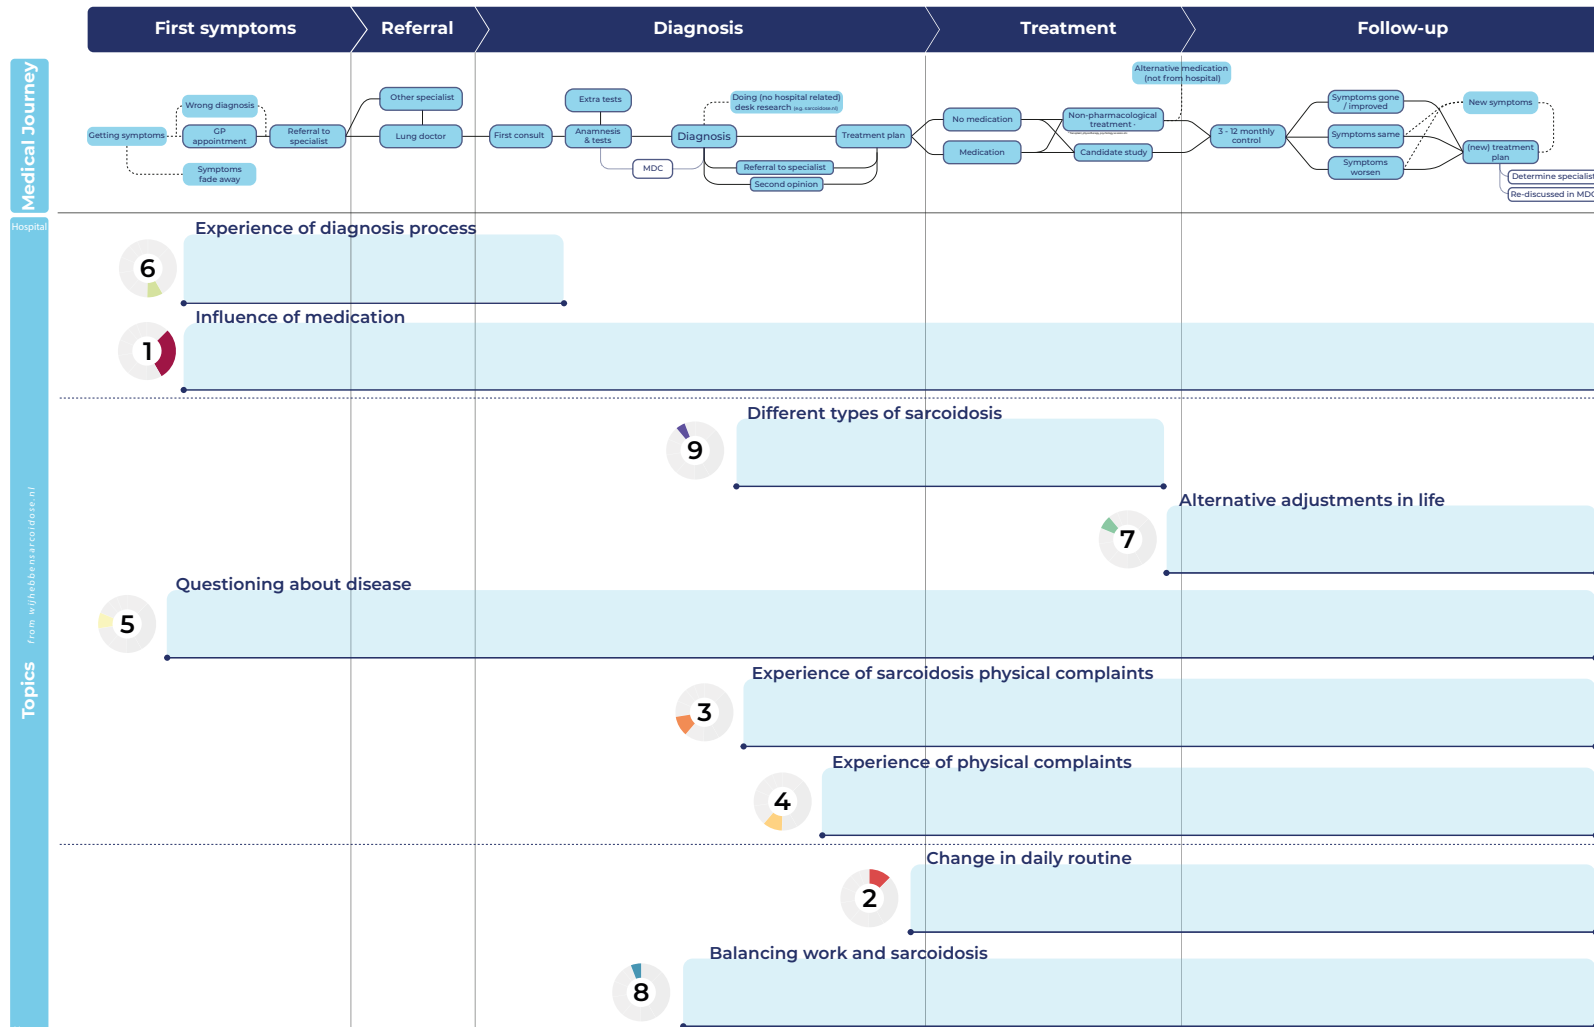 First symptoms
Referral
Diagnosis
Treatment
Follow-up
Medical Journey
Getting symptoms
Wrong diagnosis
GP
appointment
Symptoms
fade away
Referral to
specialist
Other specialist
Lung doctor
First consult
Extra tests
Anamnesis
& tests
MDC
Doing (no hospital related)
desk research (e.g. sarcoidose.nl)
Diagnosis
Referral to specialist
Second opinion
Treatment plan
No medication
Medication
Alternative medication
(not from hospital)
Non-pharmacological
treatment *
Candidate study
3 - 12 monthly
control
Symptoms gone
/ improved
Symptoms same
Symptoms
worsen
New symptoms
(new) treatment
plan
Determine specialist
Re-discussed in MDC
Hospital
Topics from wijhebbensarcoidose.nl
Experience of diagnosis process
6
Influence of medication
1
Different types of sarcoidosis
9
Alternative adjustments in life
7
Questioning about disease
5
Experience of sarcoidosis physical complaints
3
Experience of physical complaints
4
Change in daily routine
2
Balancing work and sarcoidosis
8